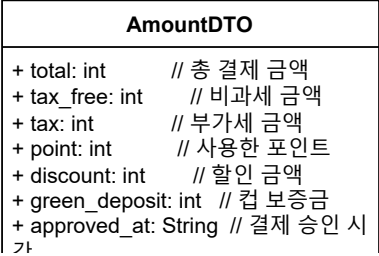 AmountDTO
+ total: int // 총 결제 금액
+ tax_free: int // 비과세 금액
+ tax: int // 부가세 금액
+ point: int // 사용한 포인트
+ discount: int // 할인 금액
+ green_deposit: int // 컵 보증금
+ approved_at: String // 결제 승인 시
간